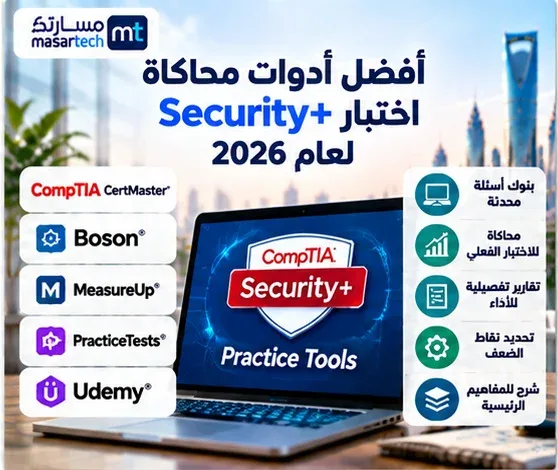 مسارتك
masartech
mt
أفضل أدوات محاكاة
اختبار Security+
لعام 2026
CompTIA CertMaster®
Boson®
MeasureUp®
PracticeTests®
Udemy®
CompTIA.
Security+
Practice Tools
بنوك أسئلة
محدثة
محاكاة
للاختبار الفعلي
تقارير تفصيلية
للأداء
تحديد نقاط
الضعف
شرح للمفاهيم
الرئيسية